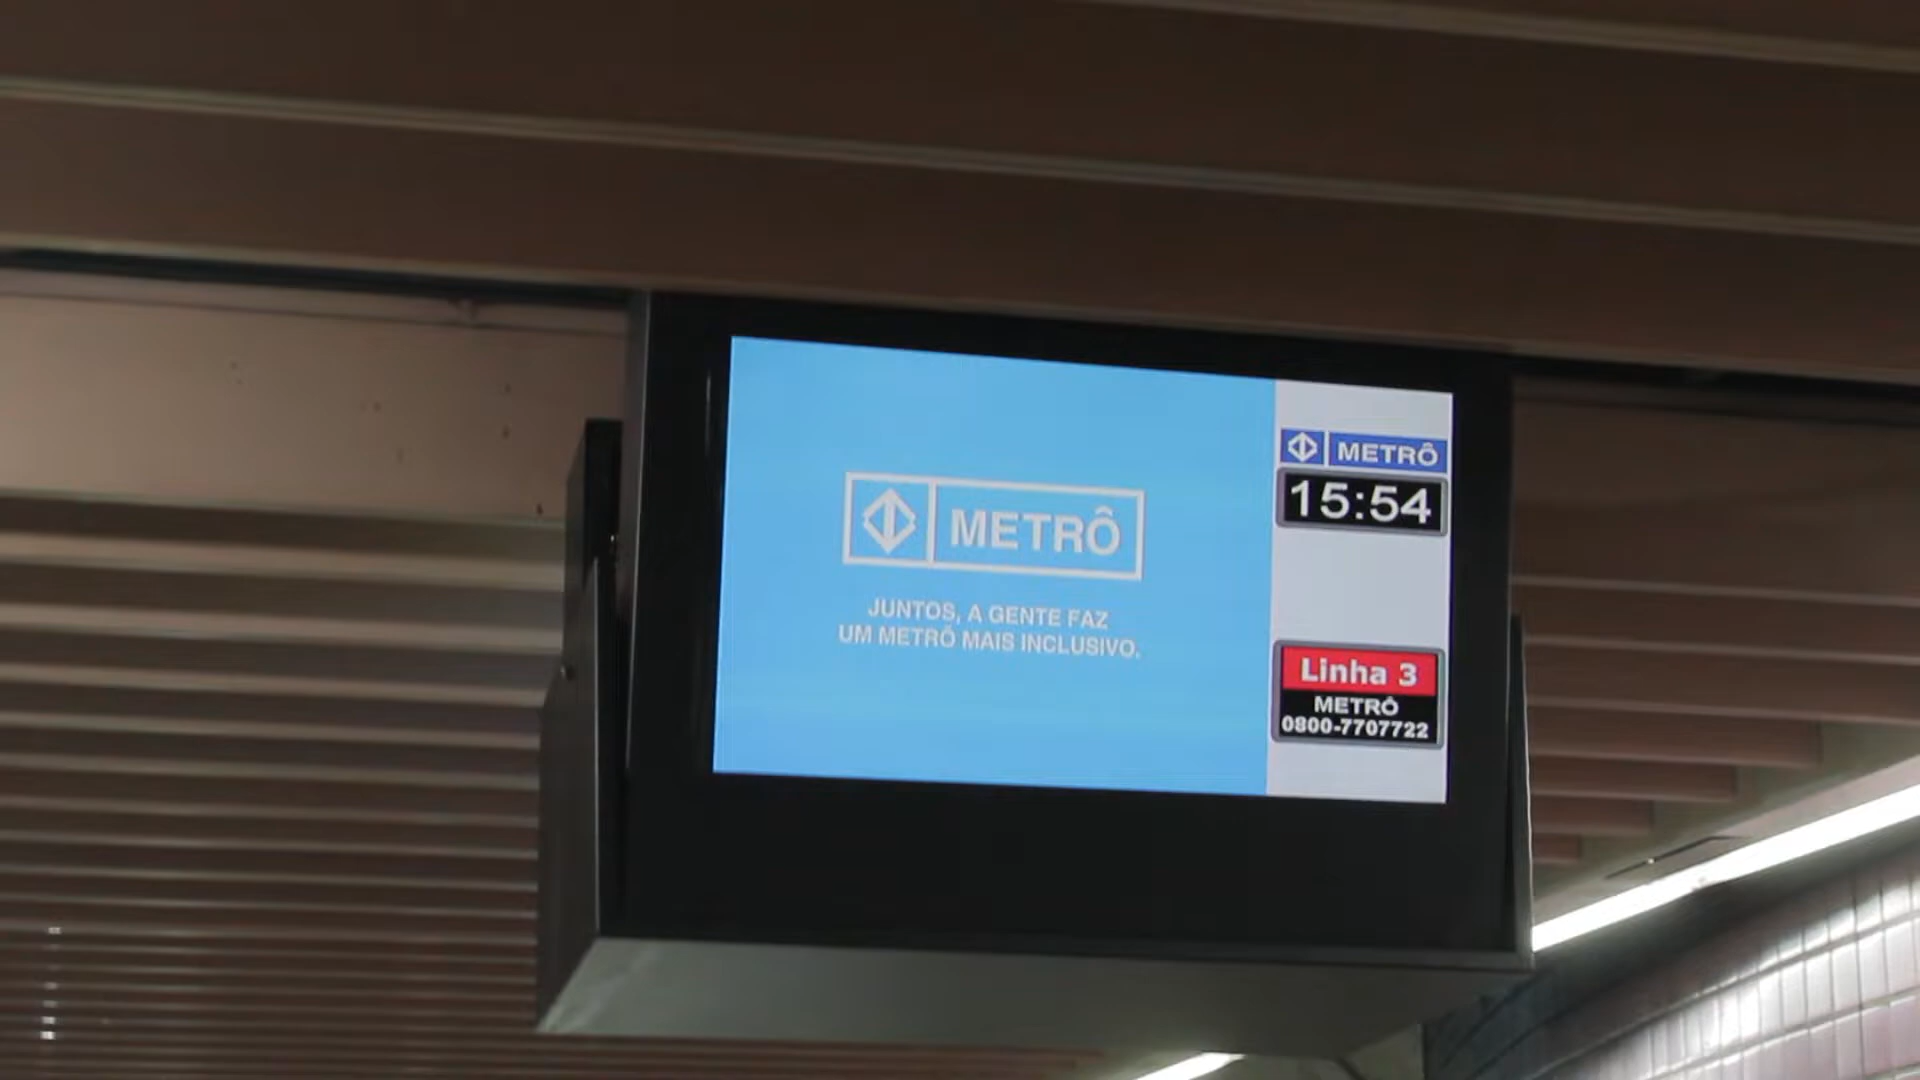 METRÔ
JUNTOS, A GENTE FAZ
UM METRÔ MAIS INCLUSIVO.
METRÔ
15:54
Linha 3
METRÔ
0800-7707722